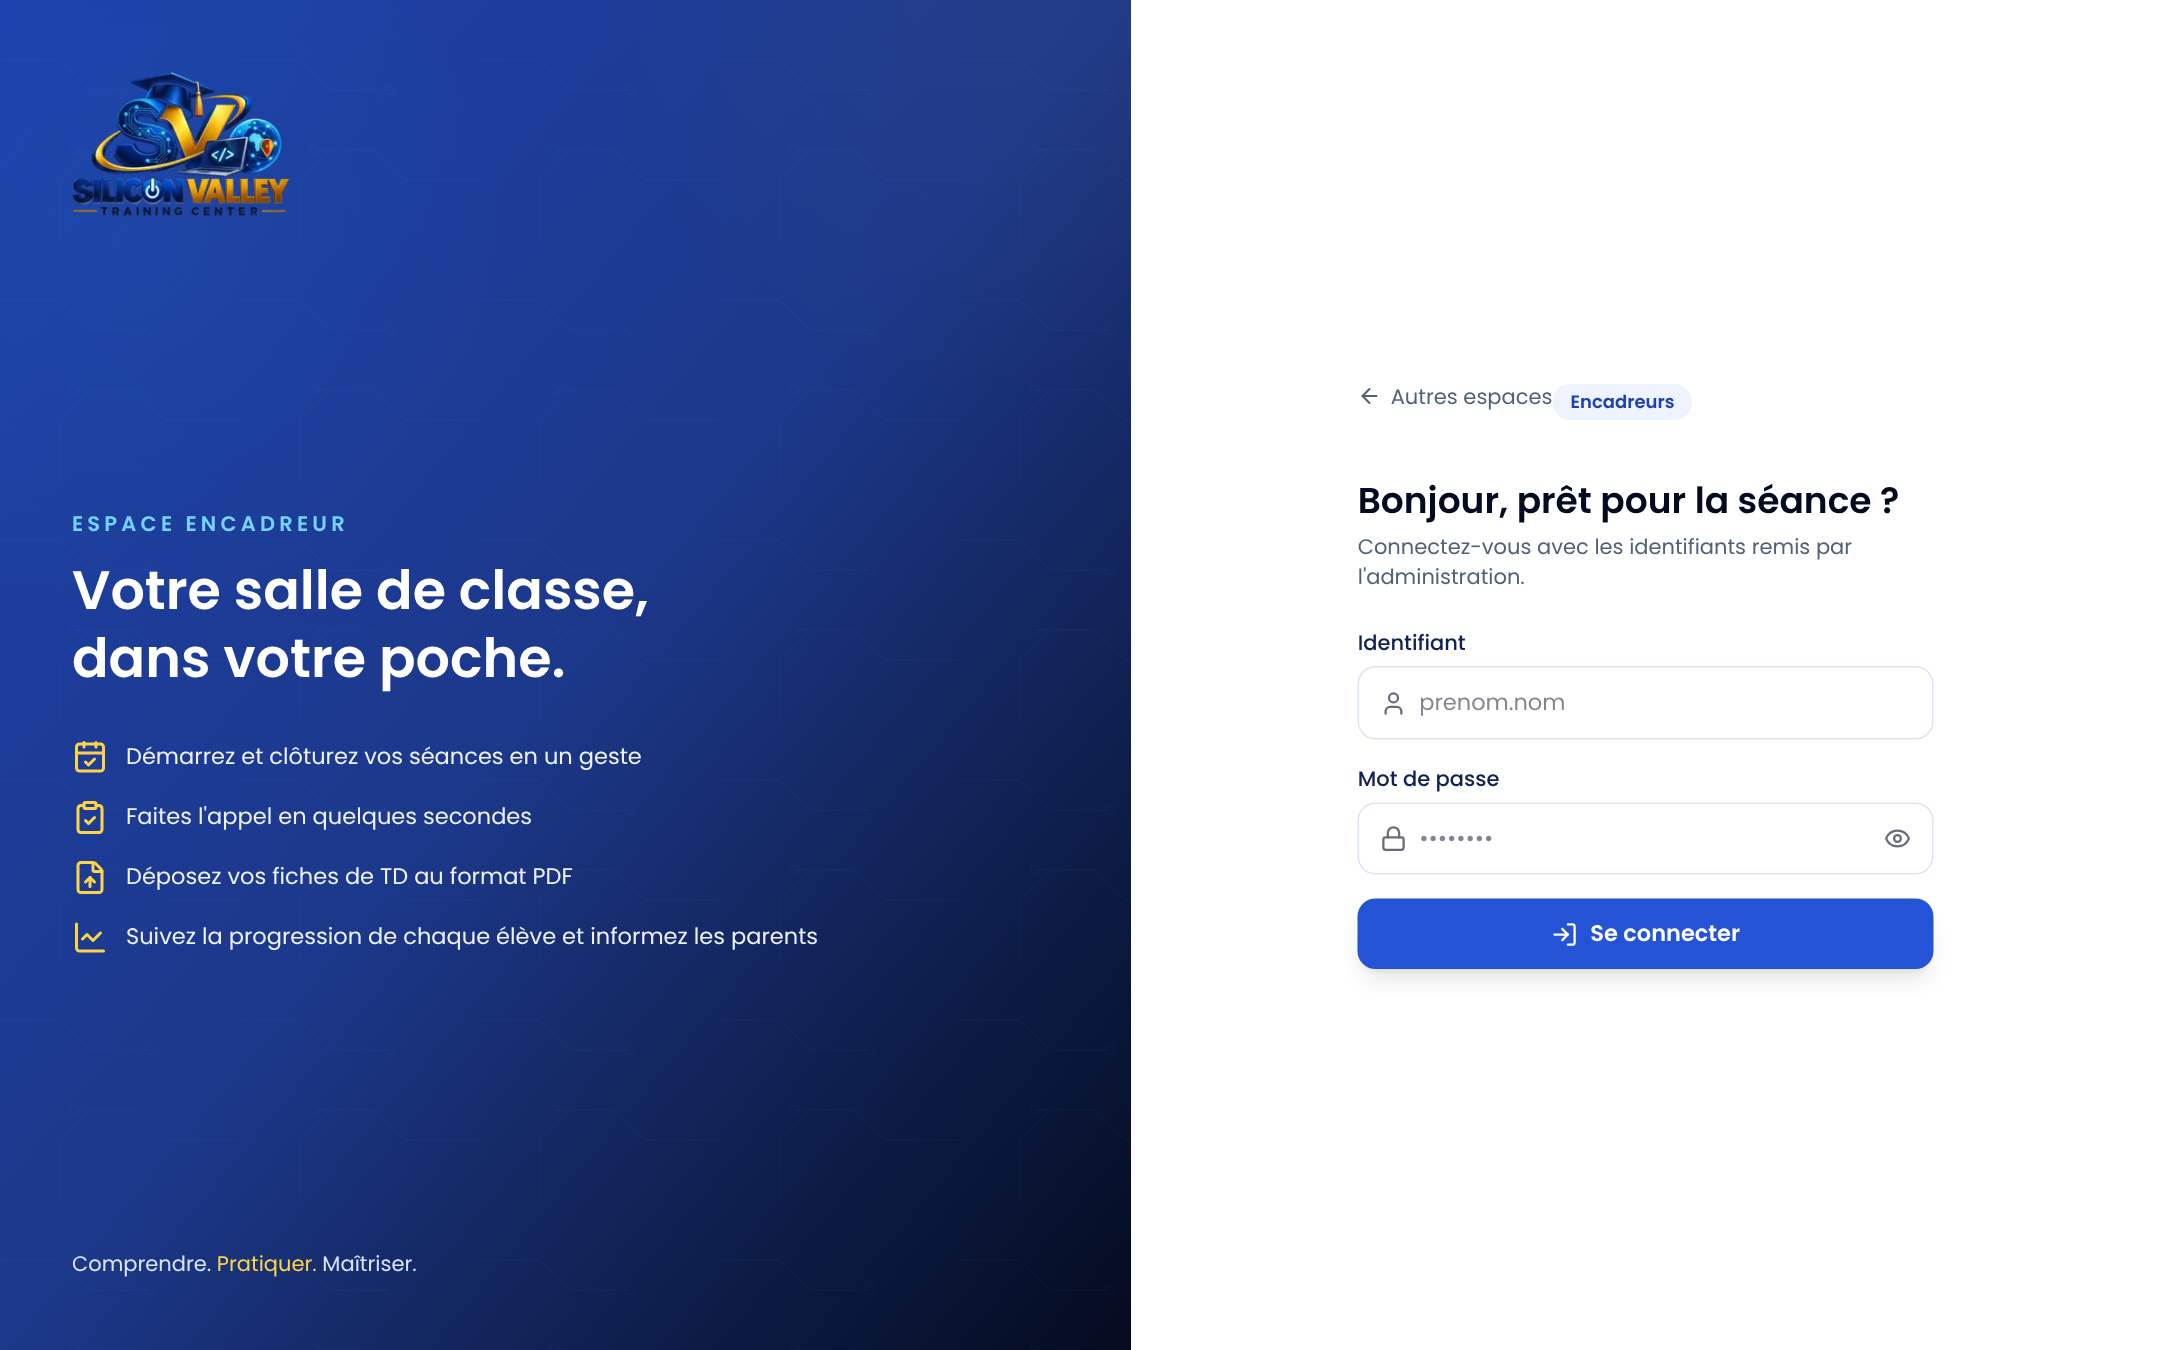 SV
</>
SILICON VALLEY
TRAINING CENTER
ESPACE ENCADREUR
Votre salle de classe,
dans votre poche.
Démarrez et clôturez vos séances en un geste
Faites l'appel en quelques secondes
Déposez vos fiches de TD au format PDF
Suivez la progression de chaque élève et informez les parents
Comprendre. Pratiquer. Maîtriser.
← Autres espaces Encadreurs
Bonjour, prêt pour la séance ?
Connectez-vous avec les identifiants remis par
l'administration.
Identifiant
prenom.nom
Mot de passe
••••••••
Se connecter